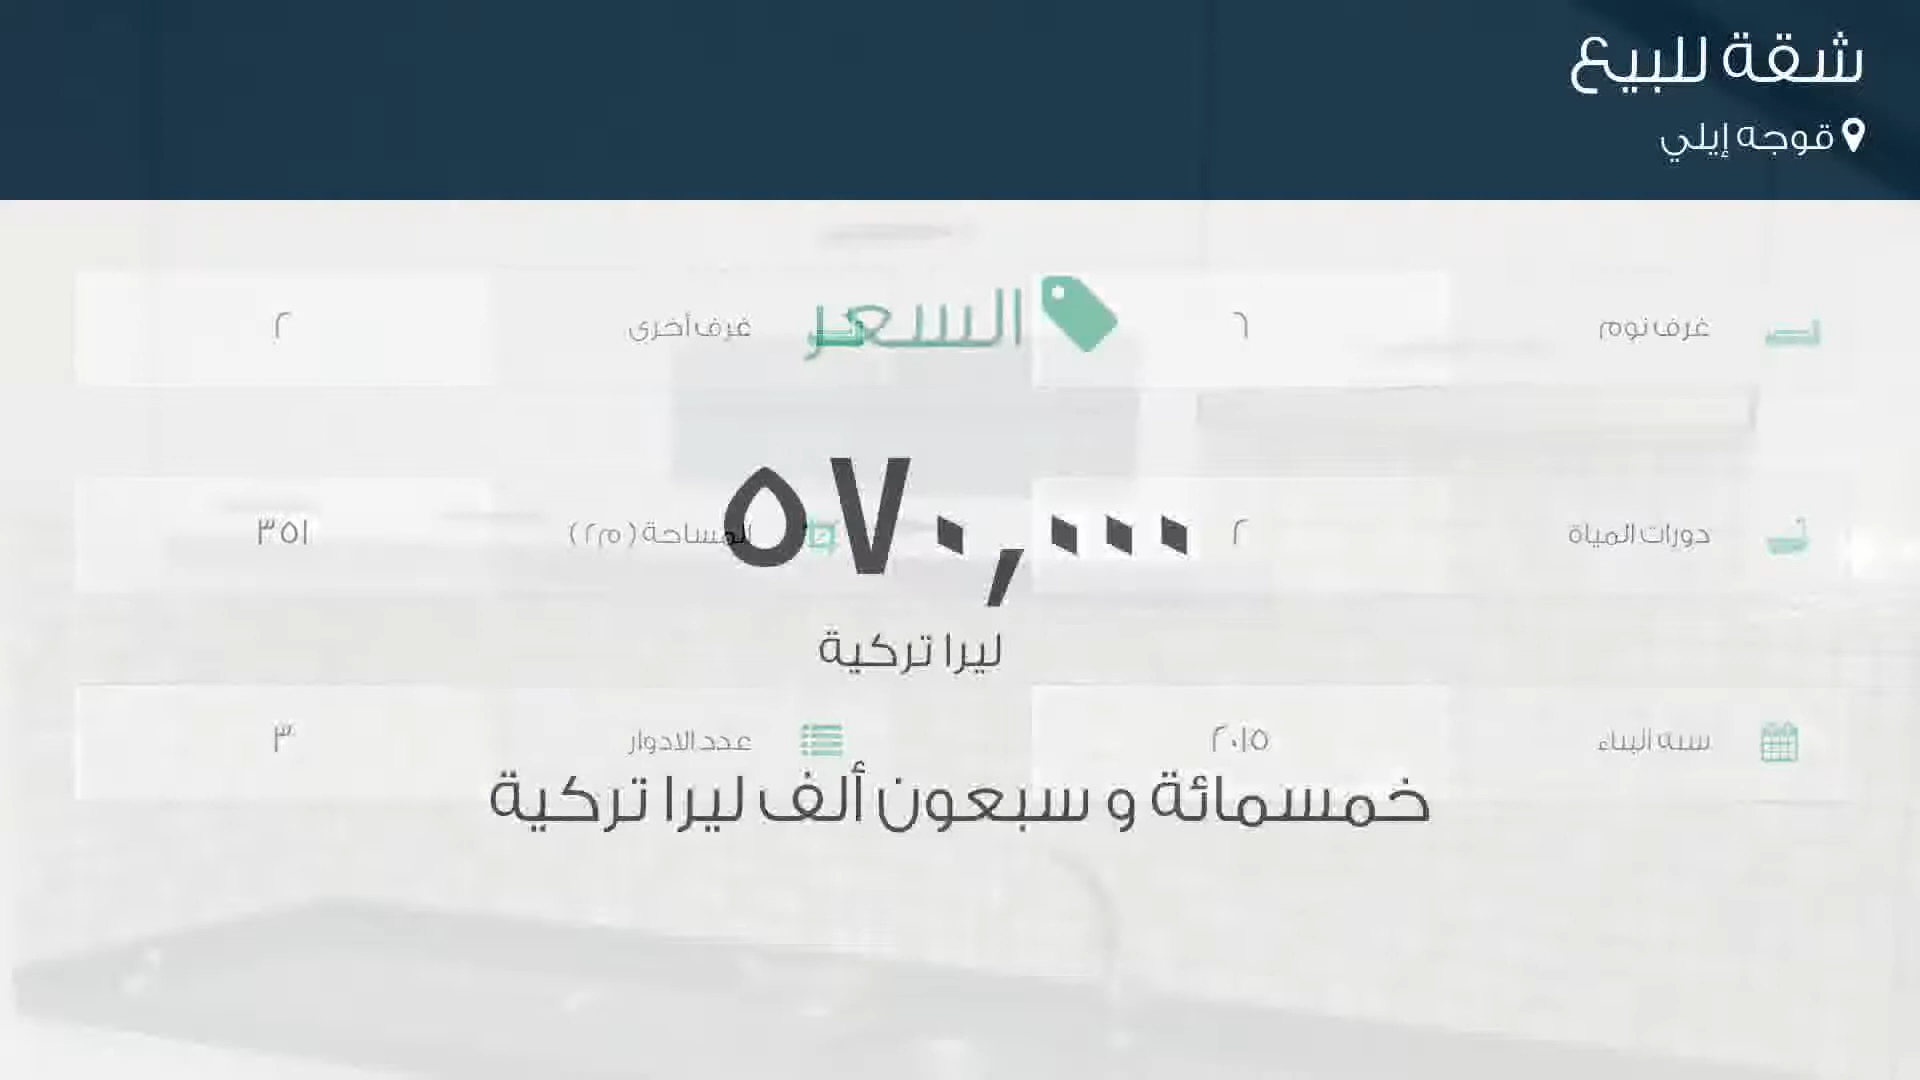 شقة للبيع
قوجه إيلي
السعر
غرف نوم
٦
غرف أخرى
٢
٥٧٠,٠٠٠
دورات المياة
٢
المساحة (م٢)
٣٥١
ليرا تركية
سنه البناء
٢٠١٥
عدد الادوار
٣
خمسمائة و سبعون ألف ليرا تركية